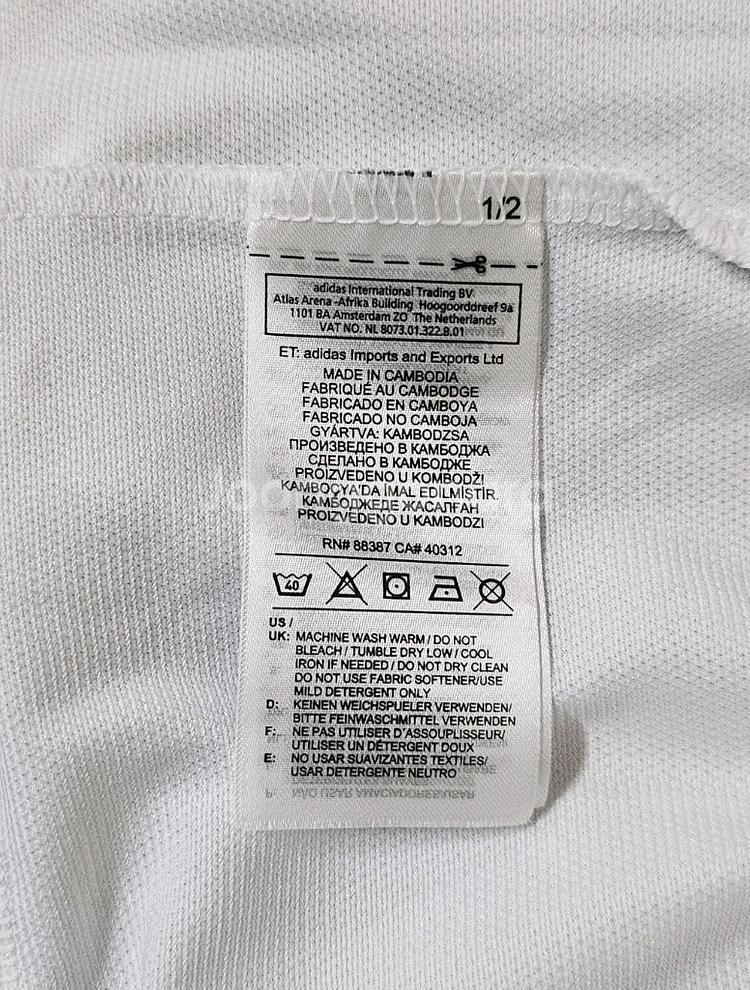 1/2
adidas International Trading BV
Atlas Arena -Afrika Building Hoogoorddreef 9a
1101 BA Amsterdam ZO The Netherlands
VAT NO. NL 8073.01.322.B.01
ET: adidas Imports and Exports Ltd
MADE IN CAMBODIA
FABRIQUÉ AU CAMBODGE
FABRICADO EN CAMBOYA
FABRICADO NO CAMBOJA
GYÁRTVA: KAMBODZSA
ПРОИЗВЕДЕНО В КАМБОДЖА
СДЕЛАНО В КАМБОДЖЕ
PROIZVEDENO U KOMBODŽI
KAMBOÇYA'DA İMAL EDİLMİŞTİR.
КАМБОДЖЕДЕ ЖАСАЛҒАН
PROIZVEDENO U KAMBODZI
RN# 88387 CA# 40312
40
US /
UK: MACHINE WASH WARM / DO NOT
BLEACH / TUMBLE DRY LOW / COOL
IRON IF NEEDED / DO NOT DRY CLEAN
DO NOT USE FABRIC SOFTENER/USE
MILD DETERGENT ONLY
D: KEINEN WEICHSPUELER VERWENDEN/
BITTE FEINWASCHMITTEL VERWENDEN
F: NE PAS UTILISER D'ASSOUPLISSEUR/
UTILISER UN DÉTERGENT DOUX
E: NO USAR SUAVIZANTES TEXTILES/
USAR DETERGENTE NEUTRO